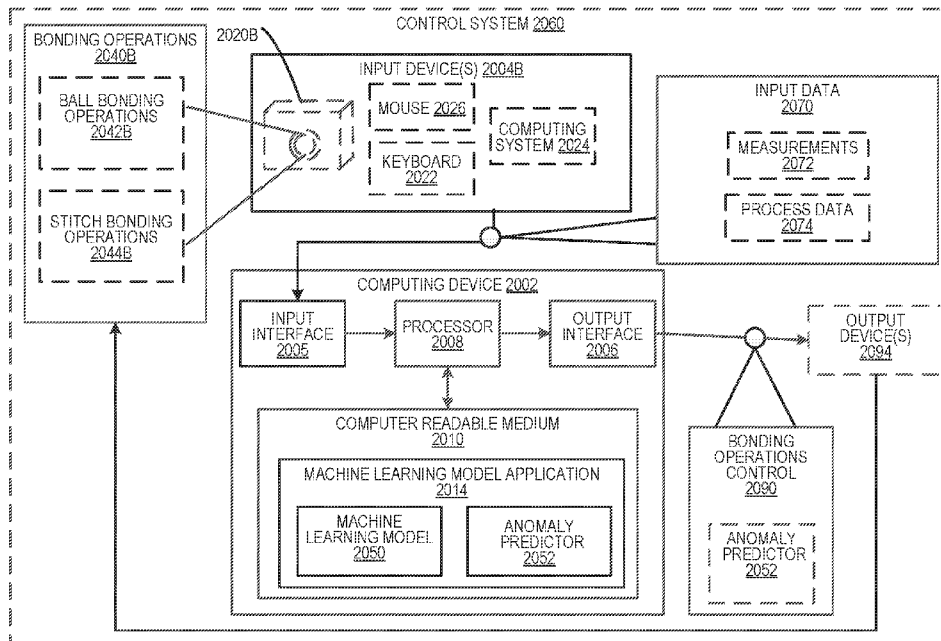 CONTROL SYSTEM 2060
BONDING OPERATIONS
2040B
BALL BONDING
OPERATIONS
2042B
STITCH BONDING
OPERATIONS
2044B
2020B
INPUT DEVICE(S) 2004B
MOUSE 2026
KEYBOARD
2022
COMPUTING
SYSTEM 2024
INPUT DATA
2070
MEASUREMENTS
2072
PROCESS DATA
2074
COMPUTING DEVICE 2002
INPUT
INTERFACE
2005
PROCESSOR
2008
OUTPUT
INTERFACE
2006
OUTPUT
DEVICE(S)
2094
COMPUTER READABLE MEDIUM
2010
MACHINE LEARNING MODEL APPLICATION
2014
MACHINE
LEARNING MODEL
2050
ANOMALY
PREDICTOR
2052
BONDING
OPERATIONS
CONTROL
2090
ANOMALY
PREDICTOR
2052